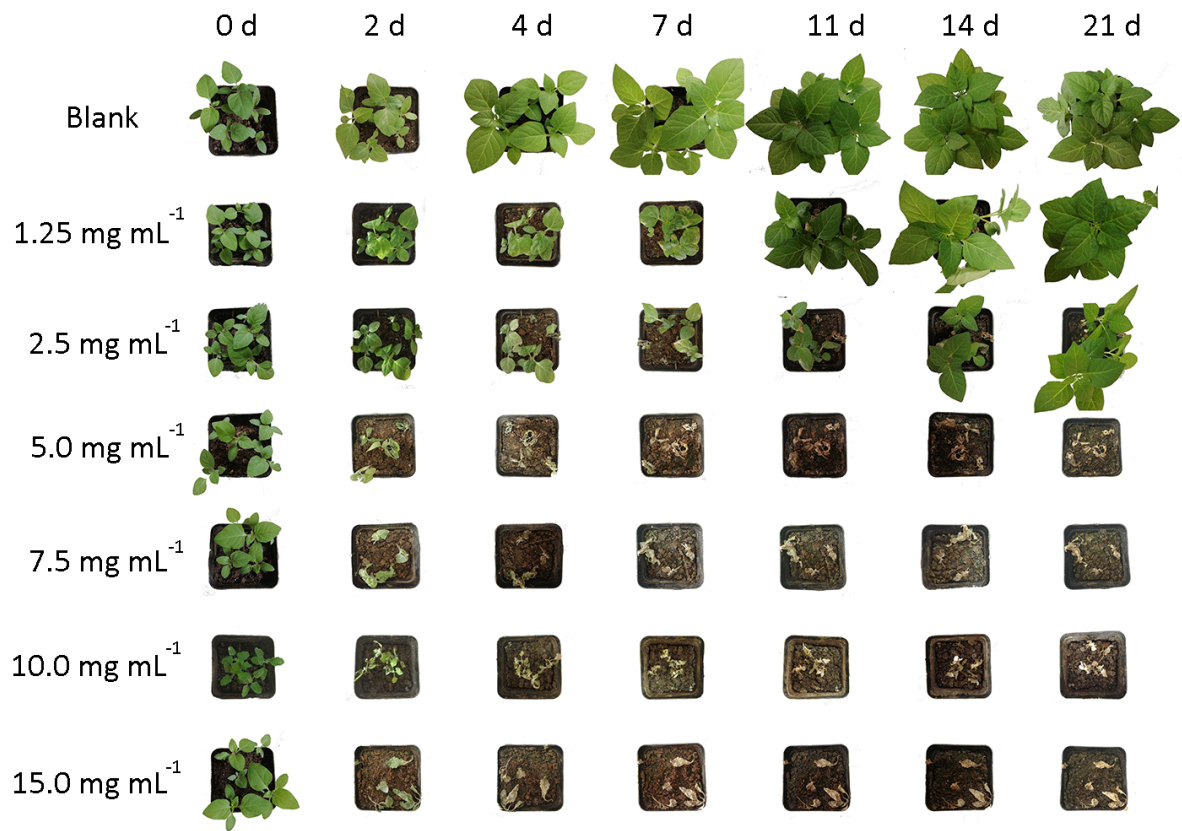 0 d 2 d 4 d 7 d 11 d 14 d 21 d
Blank
1.25 mg mL⁻¹
2.5 mg mL⁻¹
5.0 mg mL⁻¹
7.5 mg mL⁻¹
10.0 mg mL⁻¹
15.0 mg mL⁻¹